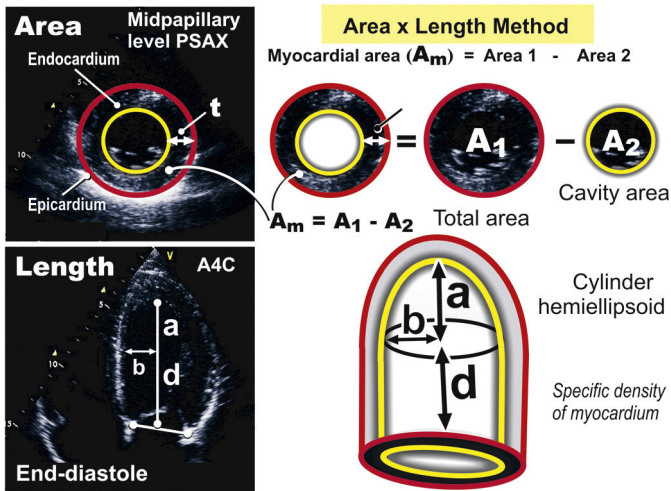 Area
Midpapillary
level PSAX
Endocardium
5
t
10
Epicardium
Area x Length Method
Myocardial area (Am) = Area 1 - Area 2
=
A1
-
A2
Cavity area
Am = A1 - A2
Total area
Length
A4C
V
5
a
b
d
10
15
End-diastole
a
b
d
Cylinder
hemiellipsoid
Specific density
of myocardium